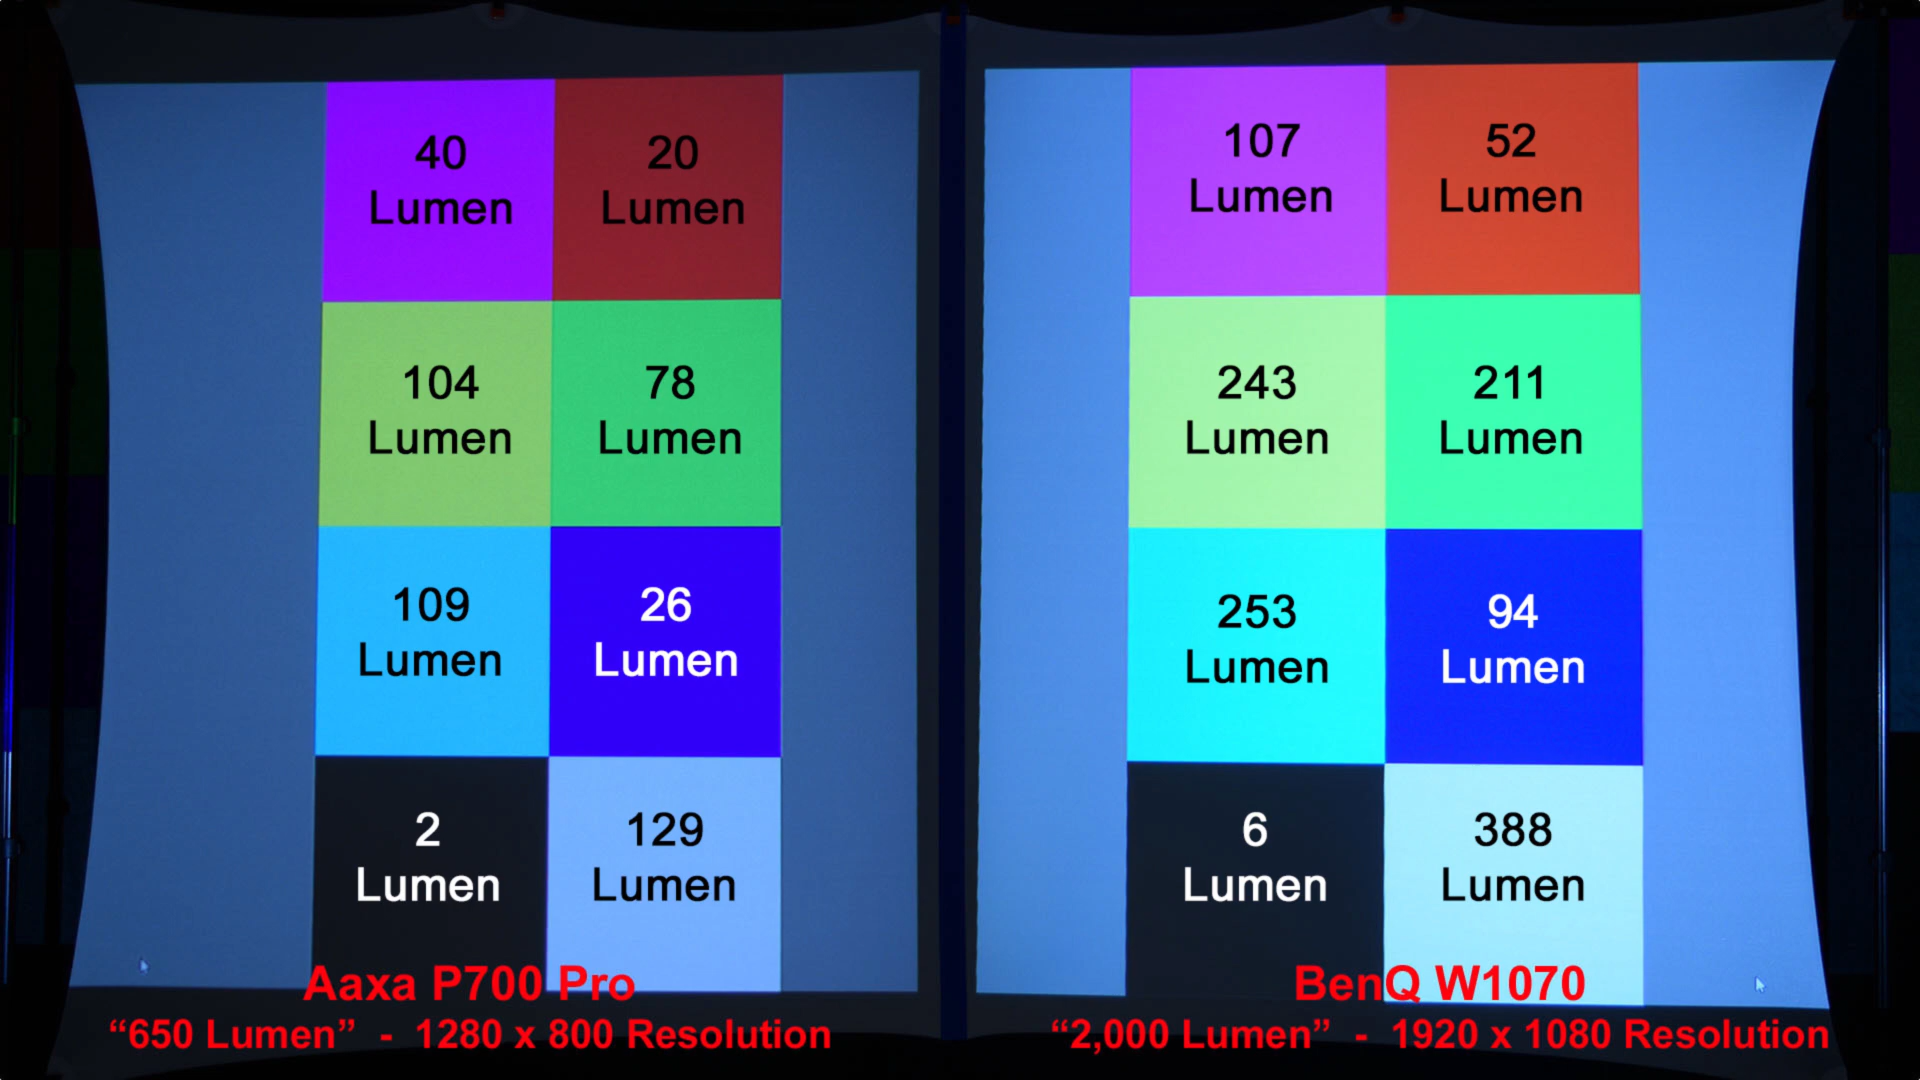 40
Lumen
20
Lumen
104
Lumen
78
Lumen
109
Lumen
26
Lumen
2
Lumen
129
Lumen
Aaxa P700 Pro
“650 Lumen” - 1280 x 800 Resolution
107
Lumen
52
Lumen
243
Lumen
211
Lumen
253
Lumen
94
Lumen
6
Lumen
388
Lumen
BenQ W1070
“2,000 Lumen” - 1920 x 1080 Resolution